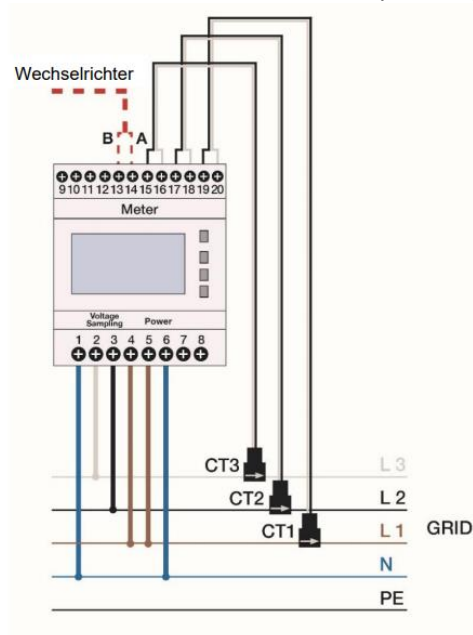 Wechselrichter
B A
9 10 11 12 13 14 15 16 17 18 19 20
Meter
Voltage
Sampling
Power
1 2 3 4 5 6 7 8
CT3
L 3
CT2
L 2
CT1
L 1
GRID
N
PE